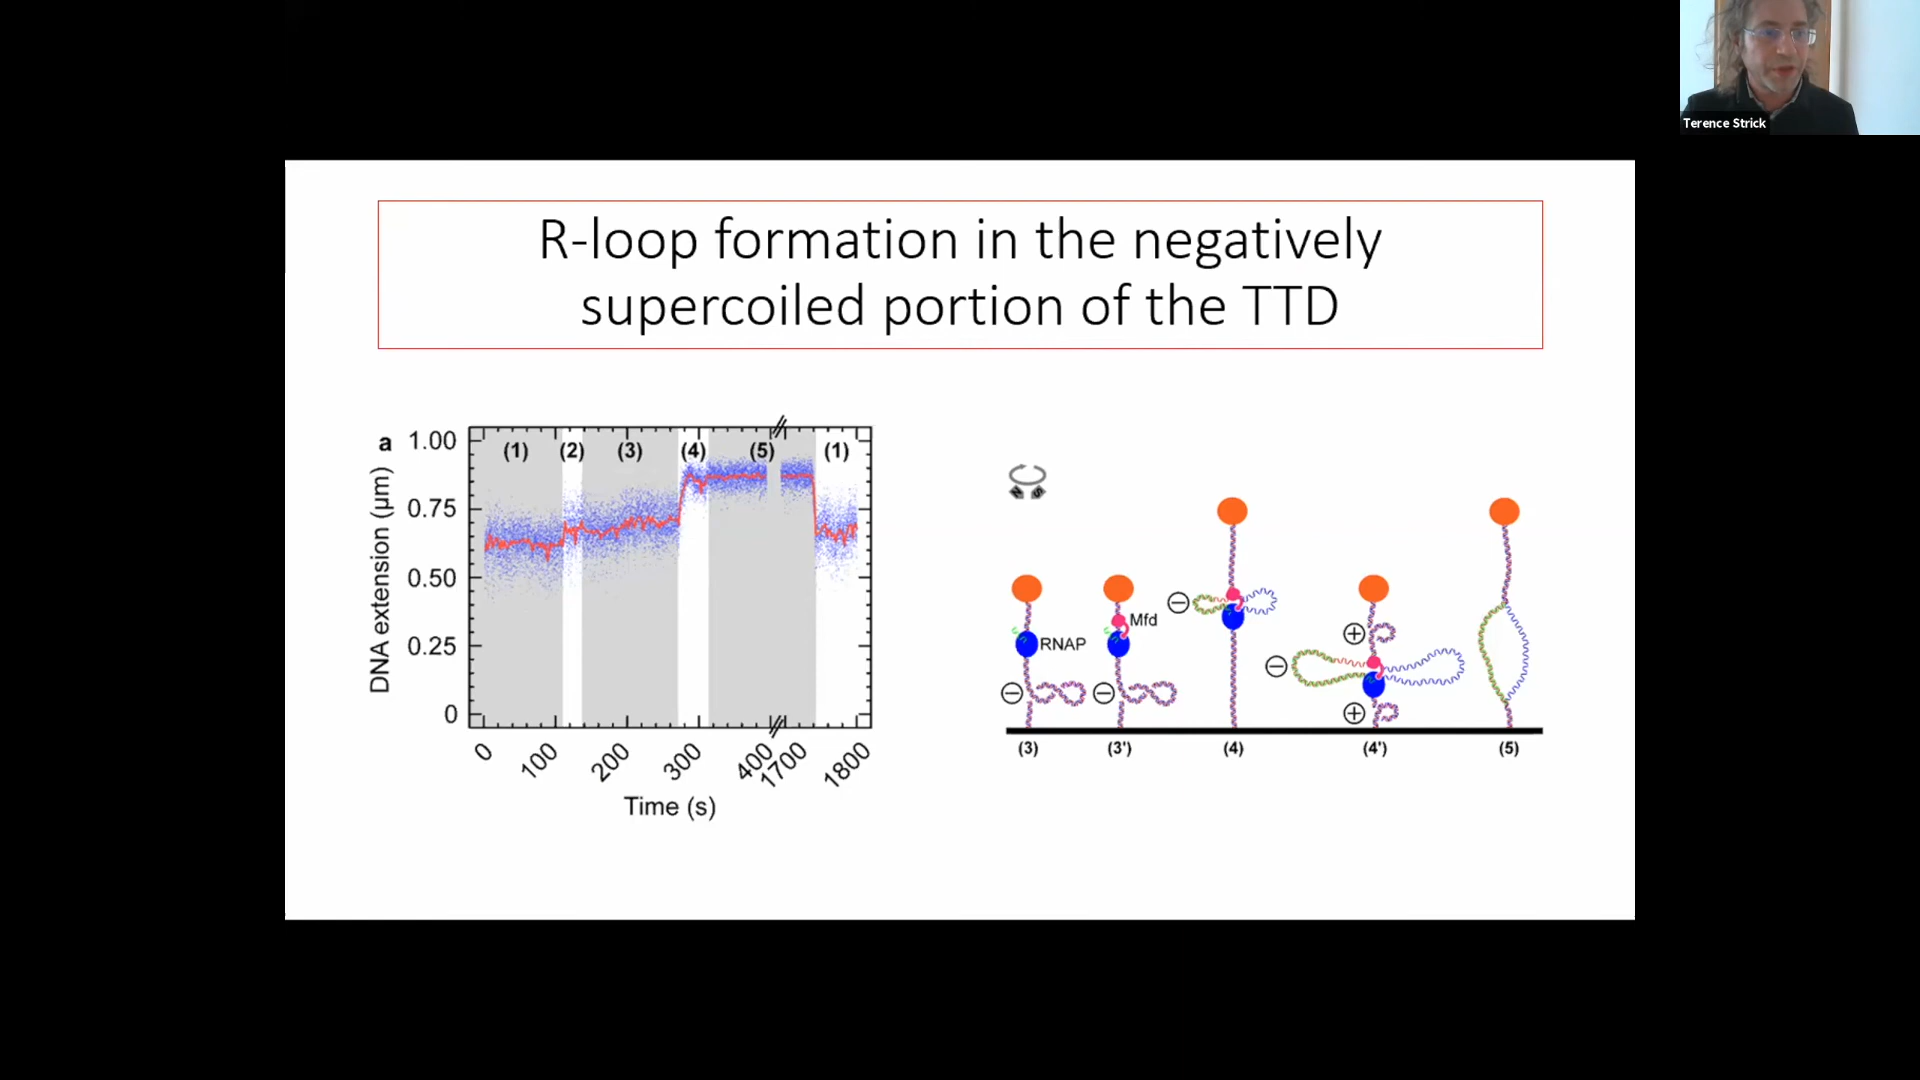 Terence Strick
R-loop formation in the negatively
supercoiled portion of the TTD
a
DNA extension (μm)
1.00
0.75
0.50
0.25
0
(1) (2) (3) (4) (5) (1)
0 100 200 300 400 1700 1800
Time (s)
N S
Mfd
RNAP
− − − − + +
(3) (3') (4) (4') (5)